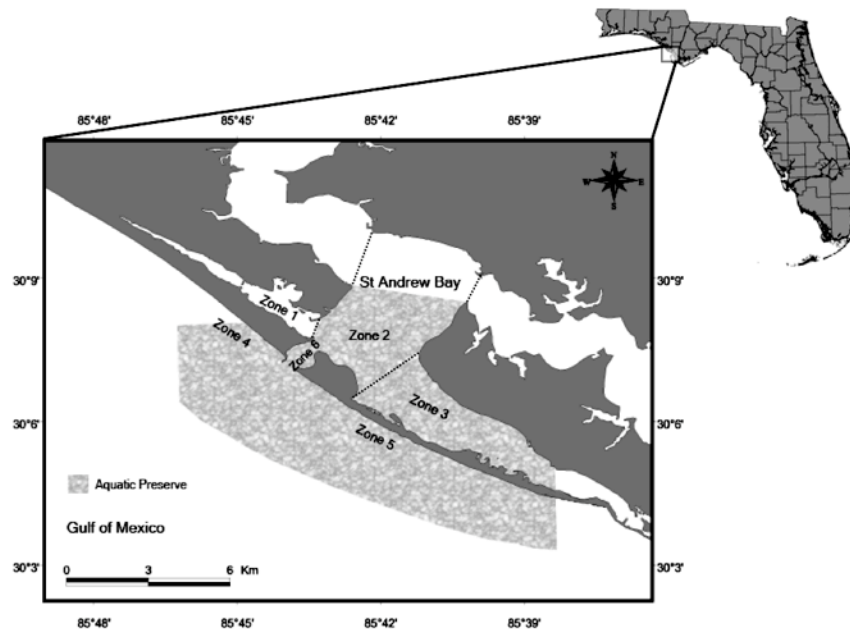 85°48'
85°45'
85°42'
85°39'
N
W
E
S
30°9'
30°9'
St Andrew Bay
Zone 1
Zone 2
Zone 4
Zone 6
Zone 3
30°6'
Zone 5
30°6'
Aquatic Preserve
Gulf of Mexico
0
3
6
Km
30°3'
30°3'
85°48'
85°45'
85°42'
85°39'